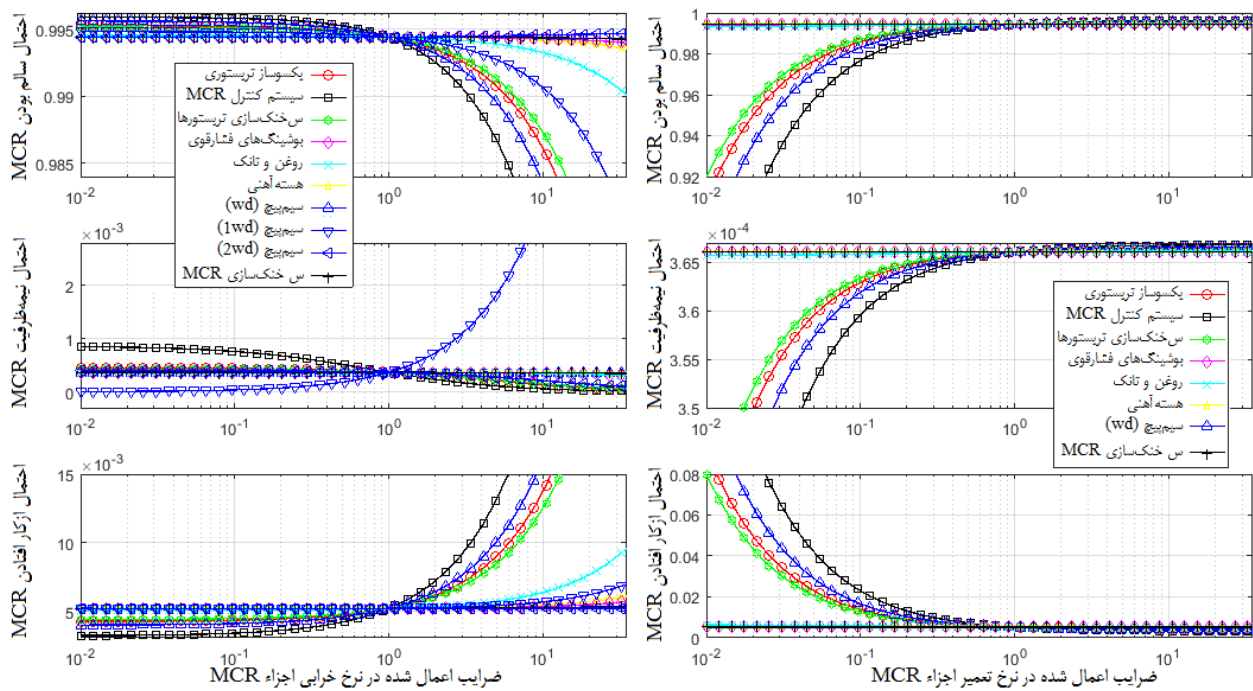 احتمال سالم بودن MCR
0.995
0.99
0.985
10^-2
10^-1
10^0
10^1
یکسوساز تریستوری
سیستم کنترل MCR
س‌خنک‌سازی تریستورها
بوشینگ‌های فشارقوی
روغن و تانک
هسته آهنی
سیم‌پیچ (wd)
سیم‌پیچ (1wd)
سیم‌پیچ (2wd)
س خنک‌سازی MCR
احتمال نیمه‌ظرفیت MCR
×10^-3
2
1
0
10^-2
10^-1
10^0
10^1
احتمال ازکار افتادن MCR
×10^-3
15
10
5
10^-2
10^-1
10^0
10^1
ضرایب اعمال شده در نرخ خرابی اجزاء MCR
احتمال سالم بودن MCR
1
0.98
0.96
0.94
0.92
10^-2
10^-1
10^0
10^1
احتمال نیمه‌ظرفیت MCR
×10^-4
3.65
3.6
3.55
3.5
10^-2
10^-1
10^0
10^1
یکسوساز تریستوری
سیستم کنترل MCR
س‌خنک‌سازی تریستورها
بوشینگ‌های فشارقوی
روغن و تانک
هسته آهنی
سیم‌پیچ (wd)
س خنک‌سازی MCR
احتمال ازکار افتادن MCR
0.08
0.06
0.04
0.02
0
10^-2
10^-1
10^0
10^1
ضرایب اعمال شده در نرخ تعمیر اجزاء MCR